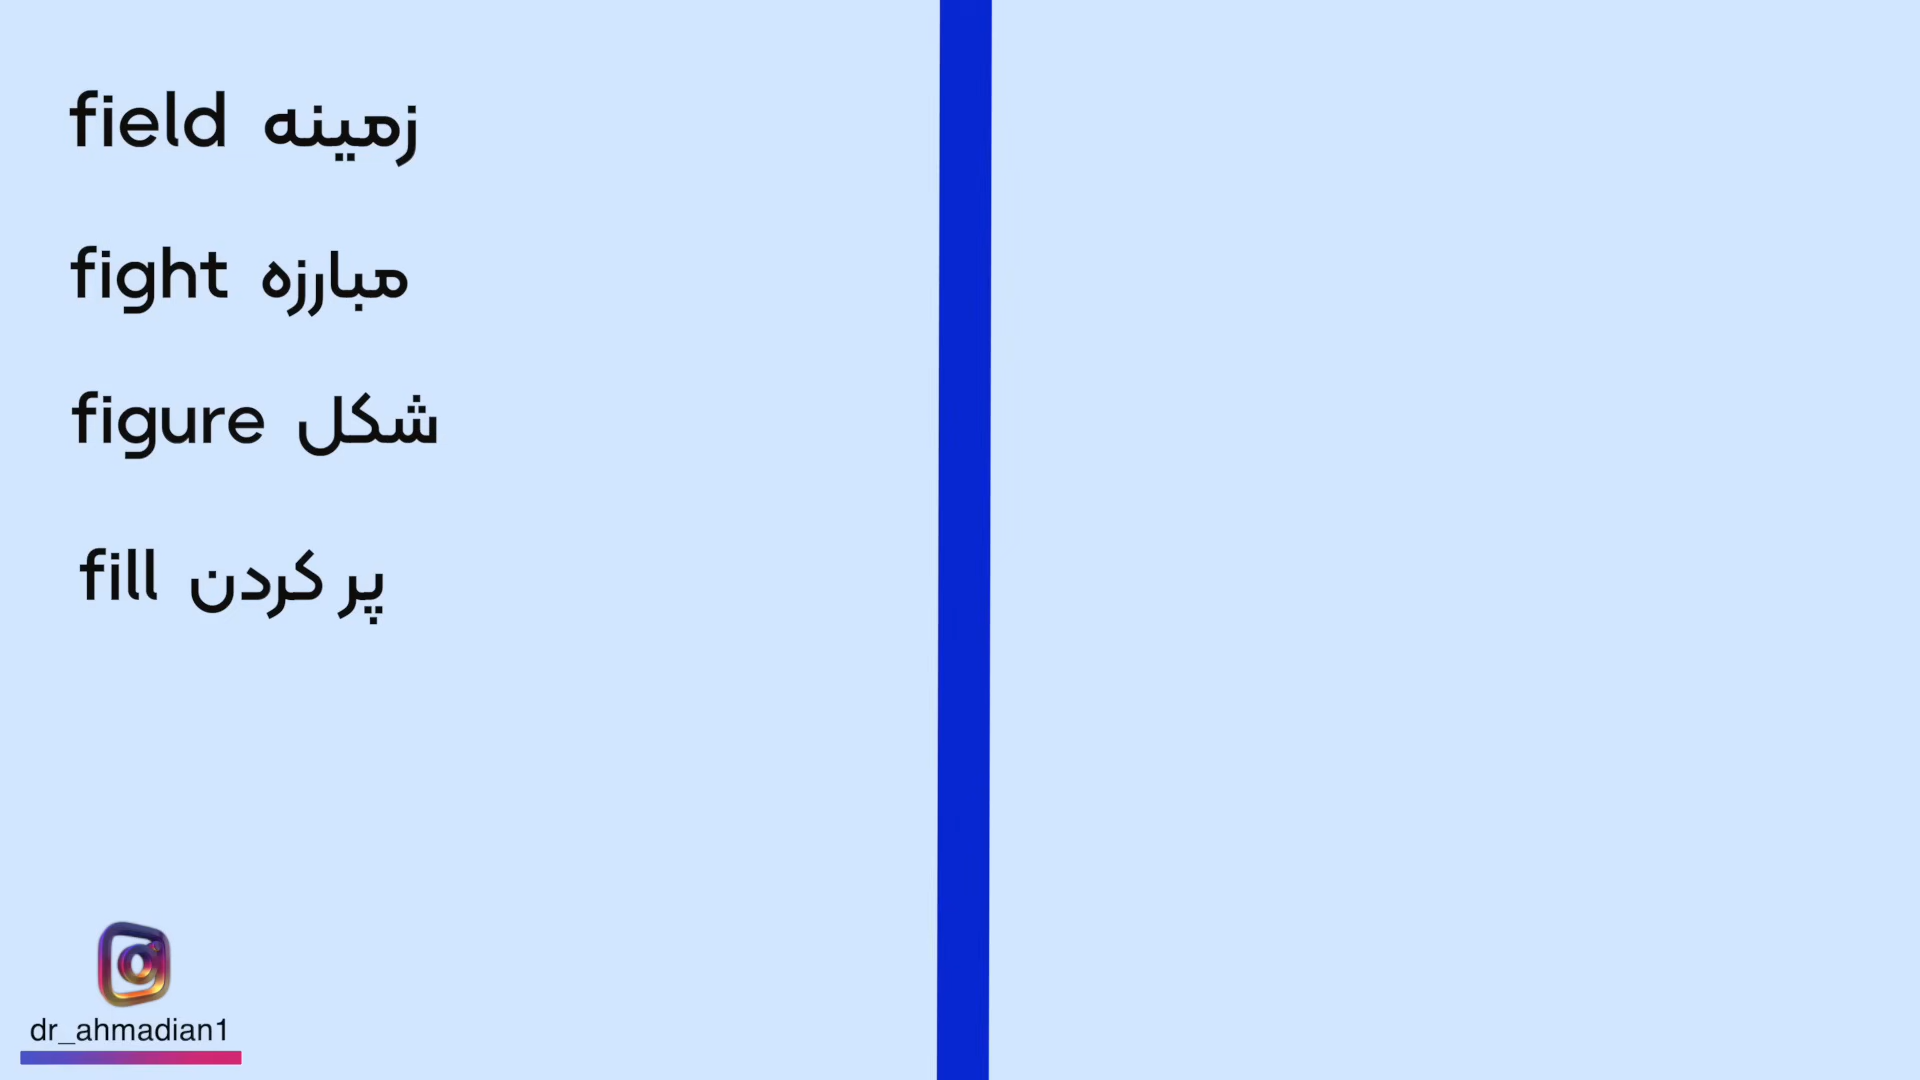 field زمینه
fight مبارزه
figure شکل
fill پر کردن
dr_ahmadian1